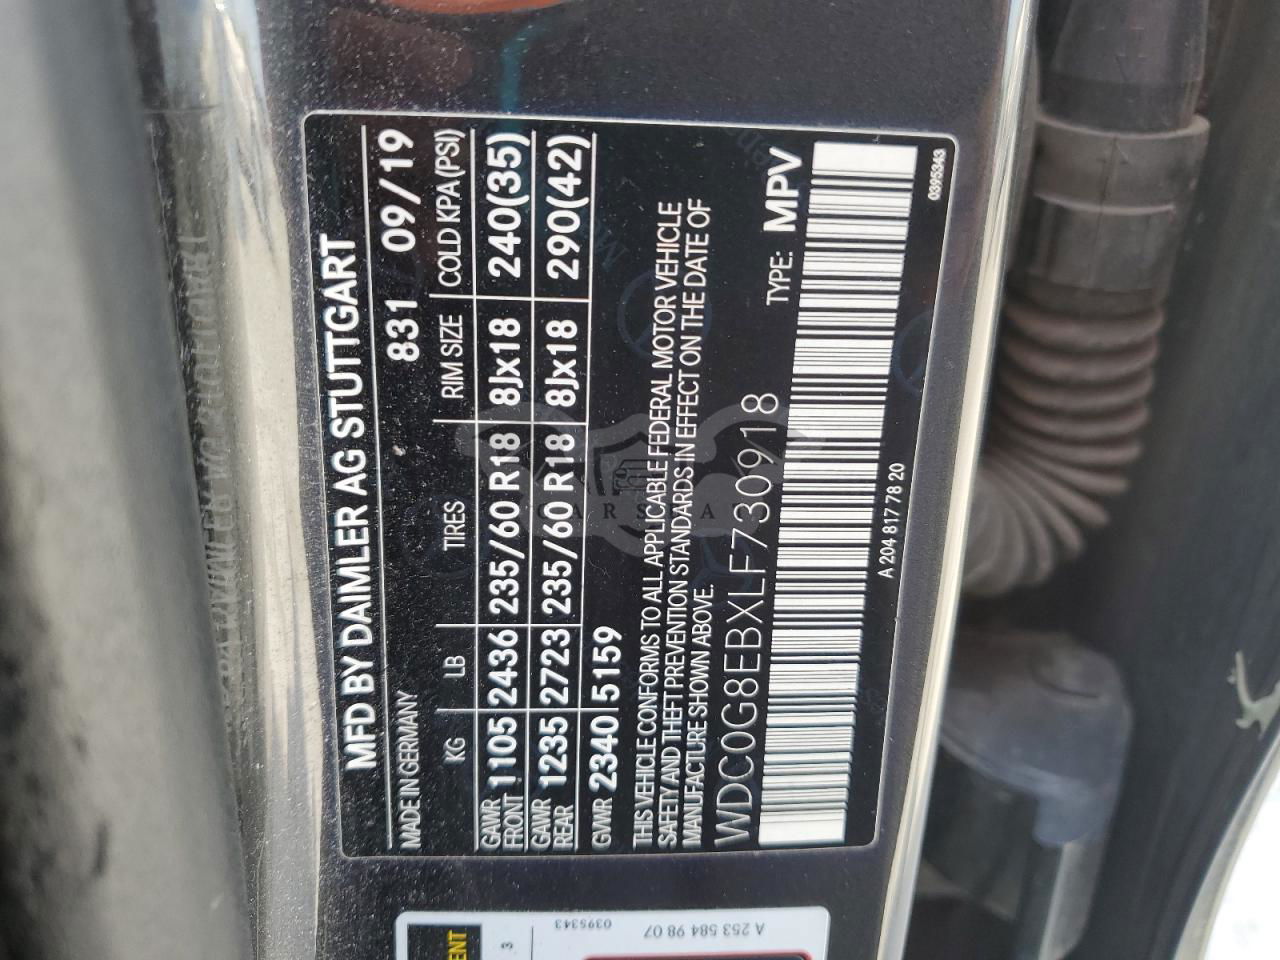 MFD BY DAIMLER AG STUTTGART
MADE IN GERMANY 831 09/19
KG LB TIRES RIM SIZE COLD KPA (PSI)
GAWR FRONT 1105 2436 235/60 R18 8Jx18 240(35)
GAWR REAR 1235 2723 235/60 R18 8Jx18 290(42)
GVWR 2340 5159
THIS VEHICLE CONFORMS TO ALL APPLICABLE FEDERAL MOTOR VEHICLE
SAFETY AND THEFT PREVENTION STANDARDS IN EFFECT ON THE DATE OF
MANUFACTURE SHOWN ABOVE.
WDC0G8EBXLF730918 TYPE: MPV
A 204 817 78 20
0395343
A 253 584 98 07
0395343
3